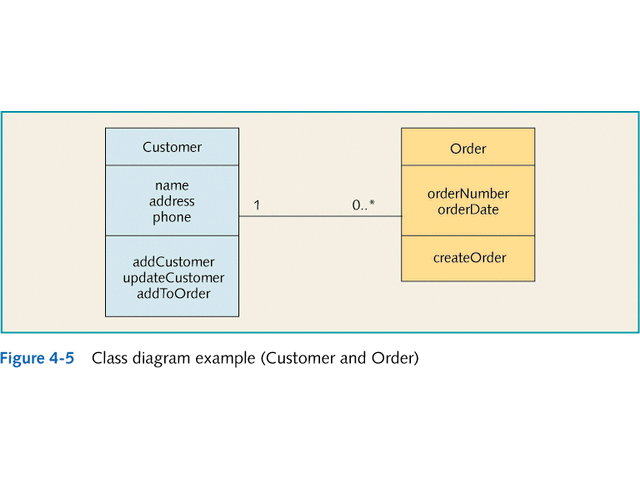 Customer
name
address
phone
addCustomer
updateCustomer
addToOrder
1
0..*
Order
orderNumber
orderDate
createOrder
Figure 4-5 Class diagram example (Customer and Order)